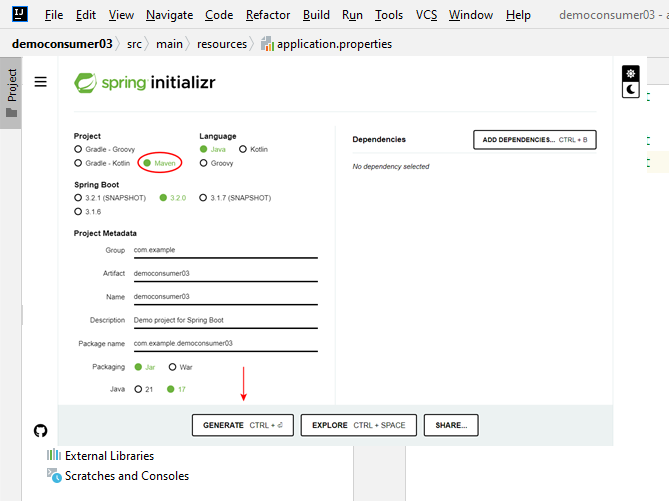 IJ File Edit View Navigate Code Refactor Build Run Tools VCS Window Help democonsumer03 - a
democonsumer03 src main resources application.properties
Project
spring initializr
Project Language
Gradle - Groovy Java Kotlin
Gradle - Kotlin Maven Groovy
Dependencies ADD DEPENDENCIES... CTRL + B
No dependency selected
Spring Boot
3.2.1 (SNAPSHOT) 3.2.0 3.1.7 (SNAPSHOT)
3.1.6
Project Metadata
Group com.example
Artifact democonsumer03
Name democonsumer03
Description Demo project for Spring Boot
Package name com.example.democonsumer03
Packaging Jar War
Java 21 17
GENERATE CTRL + ⏎ EXPLORE CTRL + SPACE SHARE...
External Libraries
Scratches and Consoles